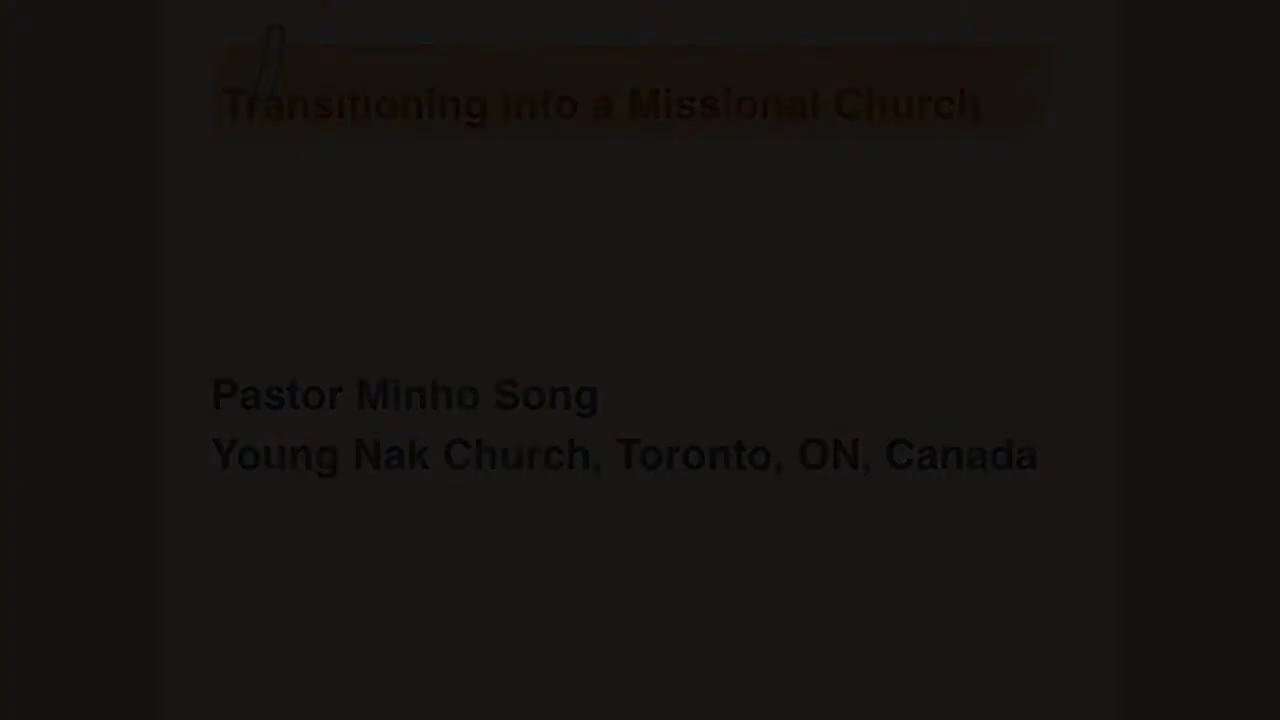 Transitioning into a Missional Church
Pastor Minho Song
Young Nak Church, Toronto, ON, Canada